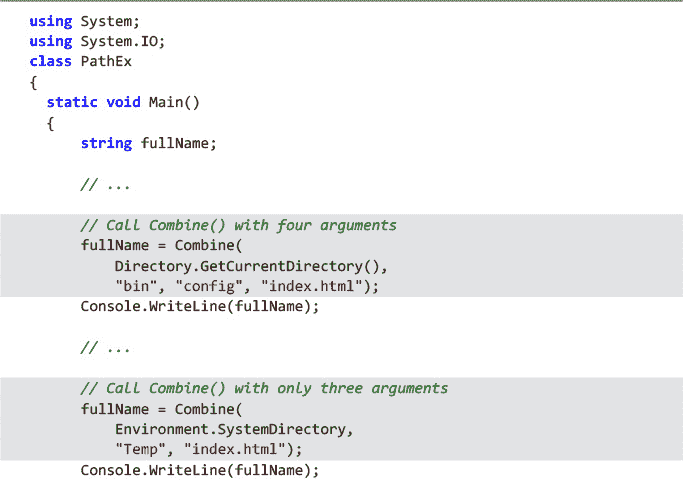 using System;
using System.IO;
class PathEx
{
  static void Main()
  {
      string fullName;

      // ...

      // Call Combine() with four arguments
      fullName = Combine(
          Directory.GetCurrentDirectory(),
          "bin", "config", "index.html");
      Console.WriteLine(fullName);

      // ...

      // Call Combine() with only three arguments
      fullName = Combine(
          Environment.SystemDirectory,
          "Temp", "index.html");
      Console.WriteLine(fullName);